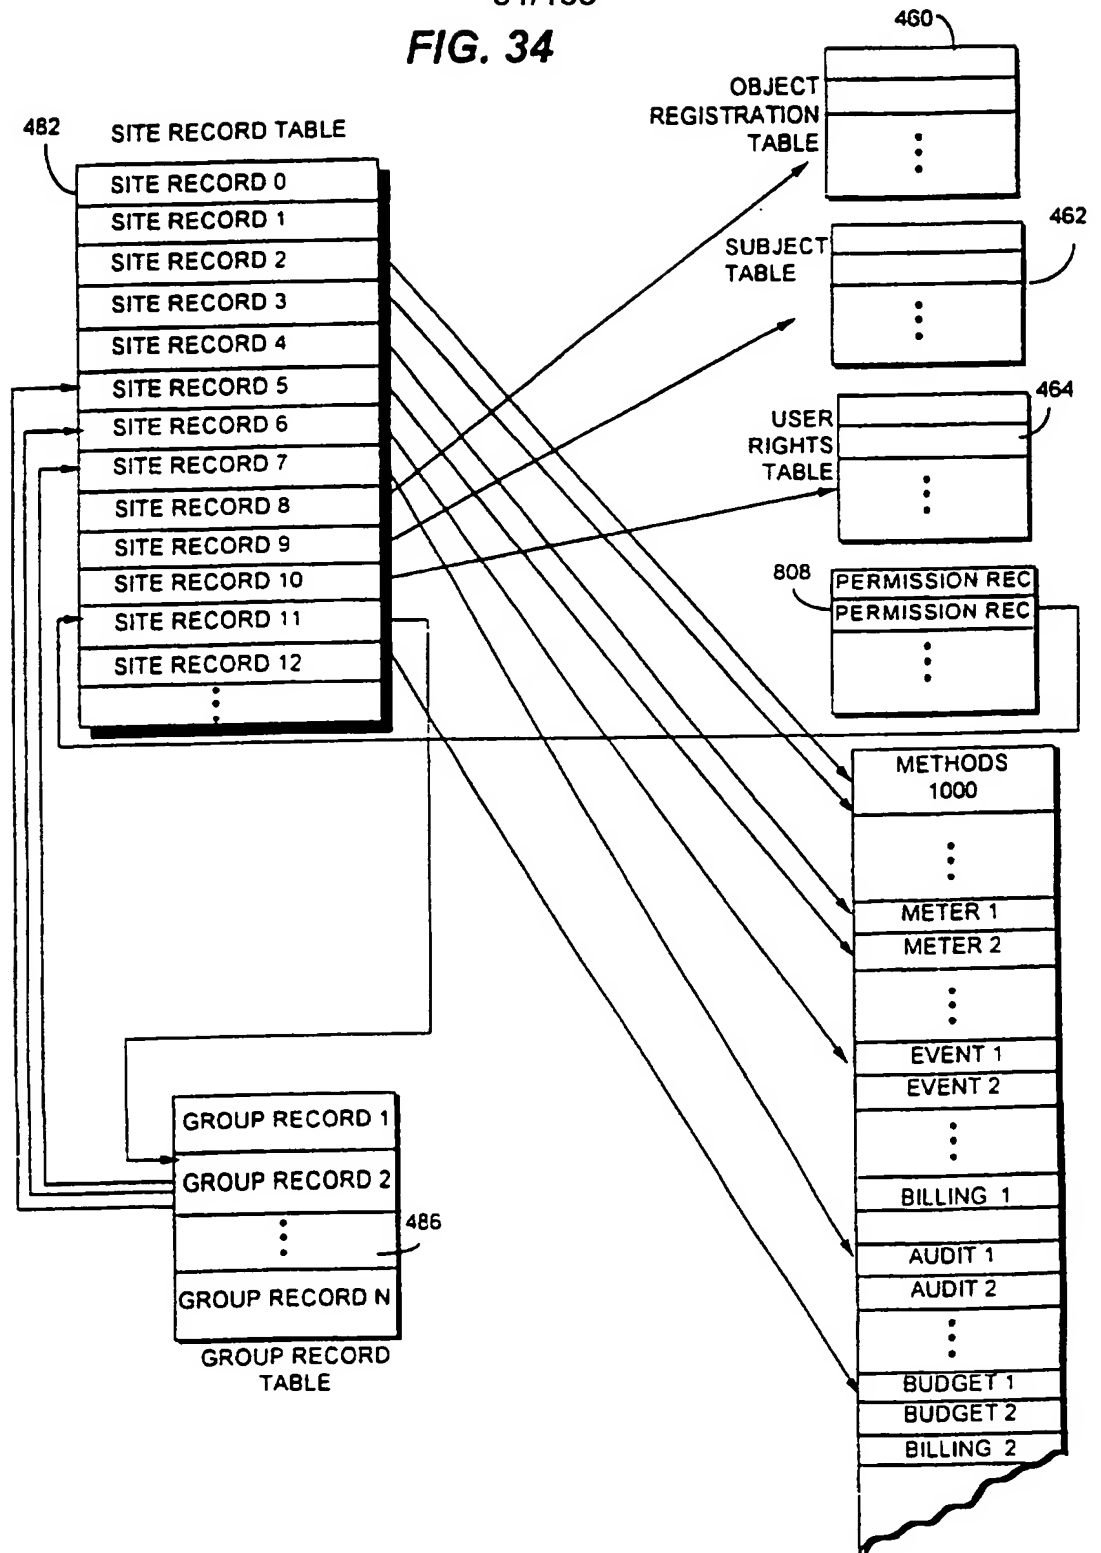 FIG. 34
482
SITE RECORD TABLE
SITE RECORD 0
SITE RECORD 1
SITE RECORD 2
SITE RECORD 3
SITE RECORD 4
SITE RECORD 5
SITE RECORD 6
SITE RECORD 7
SITE RECORD 8
SITE RECORD 9
SITE RECORD 10
SITE RECORD 11
SITE RECORD 12
460
OBJECT
REGISTRATION
TABLE
462
SUBJECT
TABLE
464
USER
RIGHTS
TABLE
808
PERMISSION REC
PERMISSION REC
METHODS
1000
METER 1
METER 2
EVENT 1
EVENT 2
BILLING 1
AUDIT 1
AUDIT 2
BUDGET 1
BUDGET 2
BILLING 2
GROUP RECORD 1
GROUP RECORD 2
486
GROUP RECORD N
GROUP RECORD
TABLE